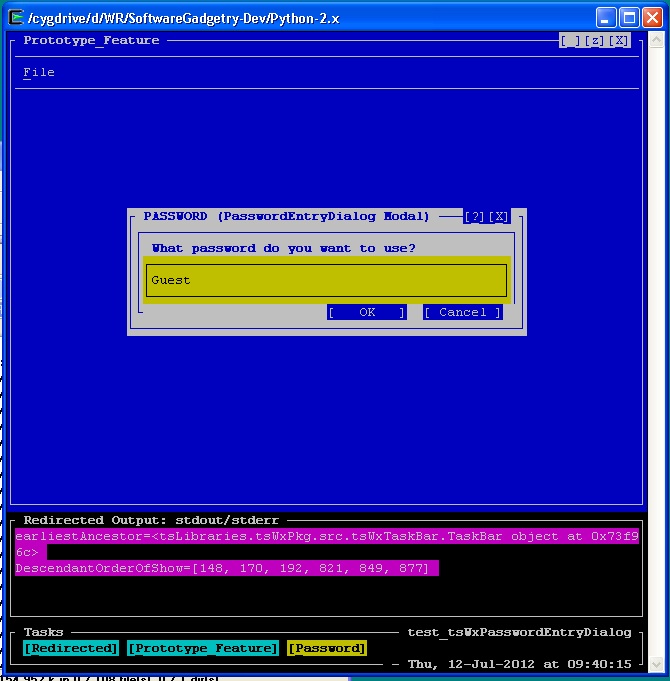 /cygdrive/d/WR/SoftwareGadgetry-Dev/Python-2.x
Prototype_Feature [_][z][X]
File
PASSWORD (PasswordEntryDialog Modal) [?][X]
What password do you want to use?
Guest
[ OK ] [ Cancel ]
Redirected Output: stdout/stderr
earliestAncestor=<tsLibraries.tsWxPkg.src.tsWxTaskBar.TaskBar object at 0x73f9
6c>
DescendantOrderOfShow=[148, 170, 192, 821, 849, 877]
Tasks test_tsWxPasswordEntryDialog
[Redirected] [Prototype_Feature] [Password]
Thu, 12-Jul-2012 at 09:40:15